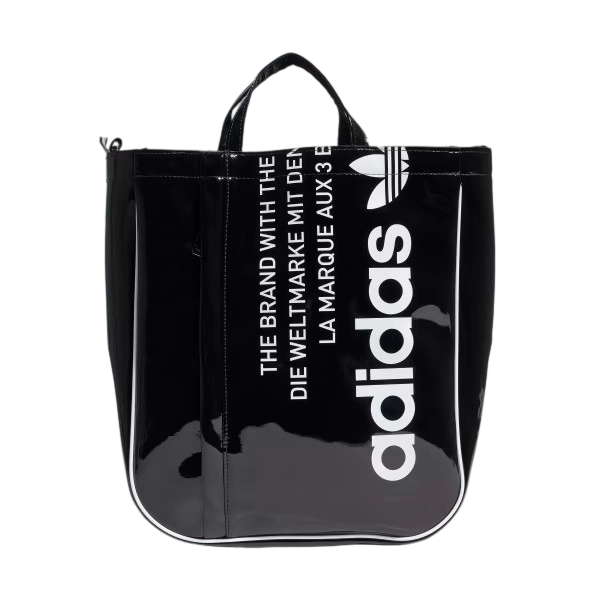 THE BRAND WITH THE
DIE WELTMARKE MIT DEN
LA MARQUE AUX 3
adidas